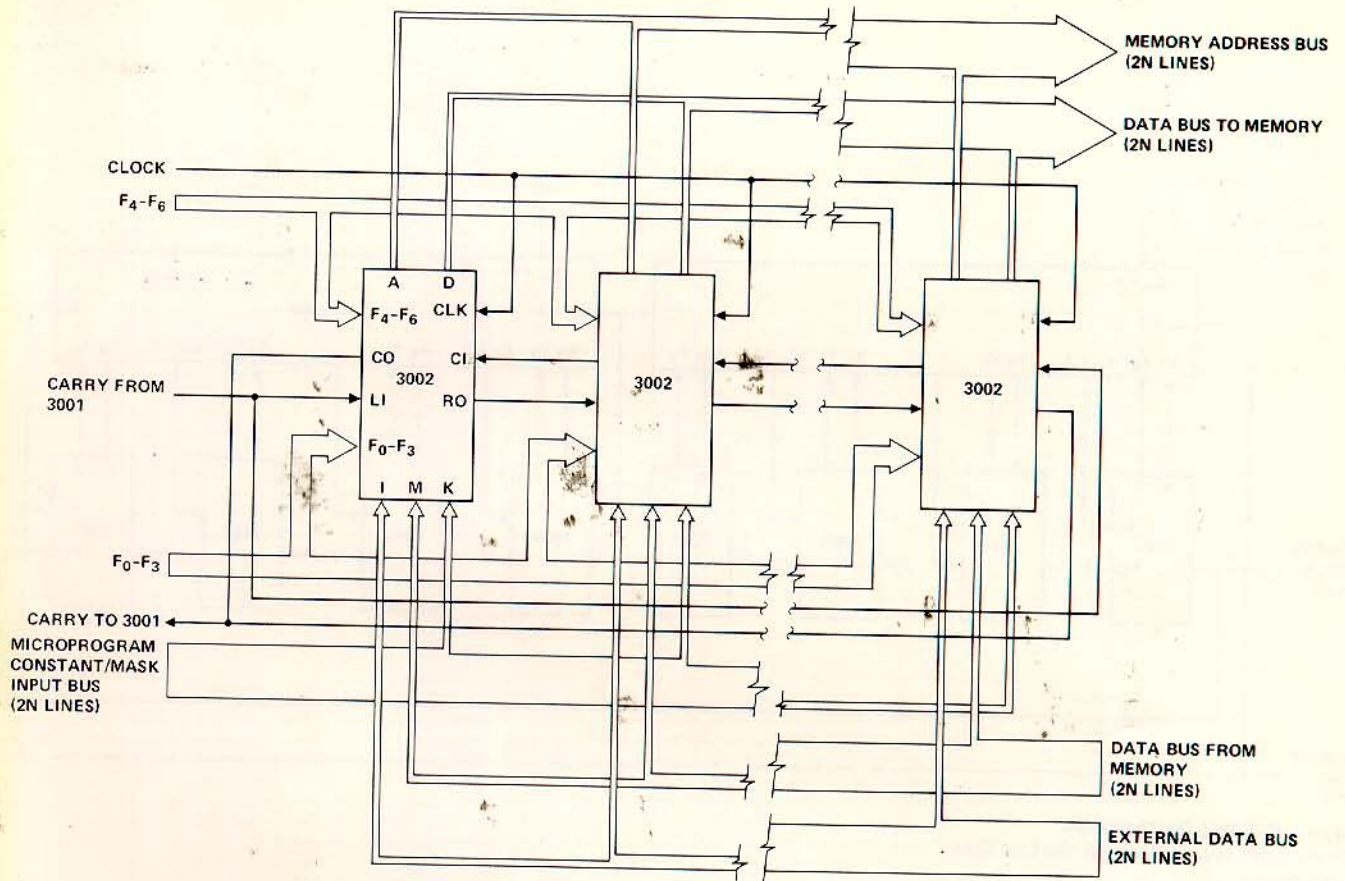 MEMORY ADDRESS BUS
(2N LINES)
DATA BUS TO MEMORY
(2N LINES)
CLOCK
F4-F6
A D
F4-F6 CLK
CO CI
3002
LI RO
F0-F3
I M K
3002
3002
CARRY FROM
3001
F0-F3
CARRY TO 3001
MICROPROGRAM
CONSTANT/MASK
INPUT BUS
(2N LINES)
DATA BUS FROM
MEMORY
(2N LINES)
EXTERNAL DATA BUS
(2N LINES)